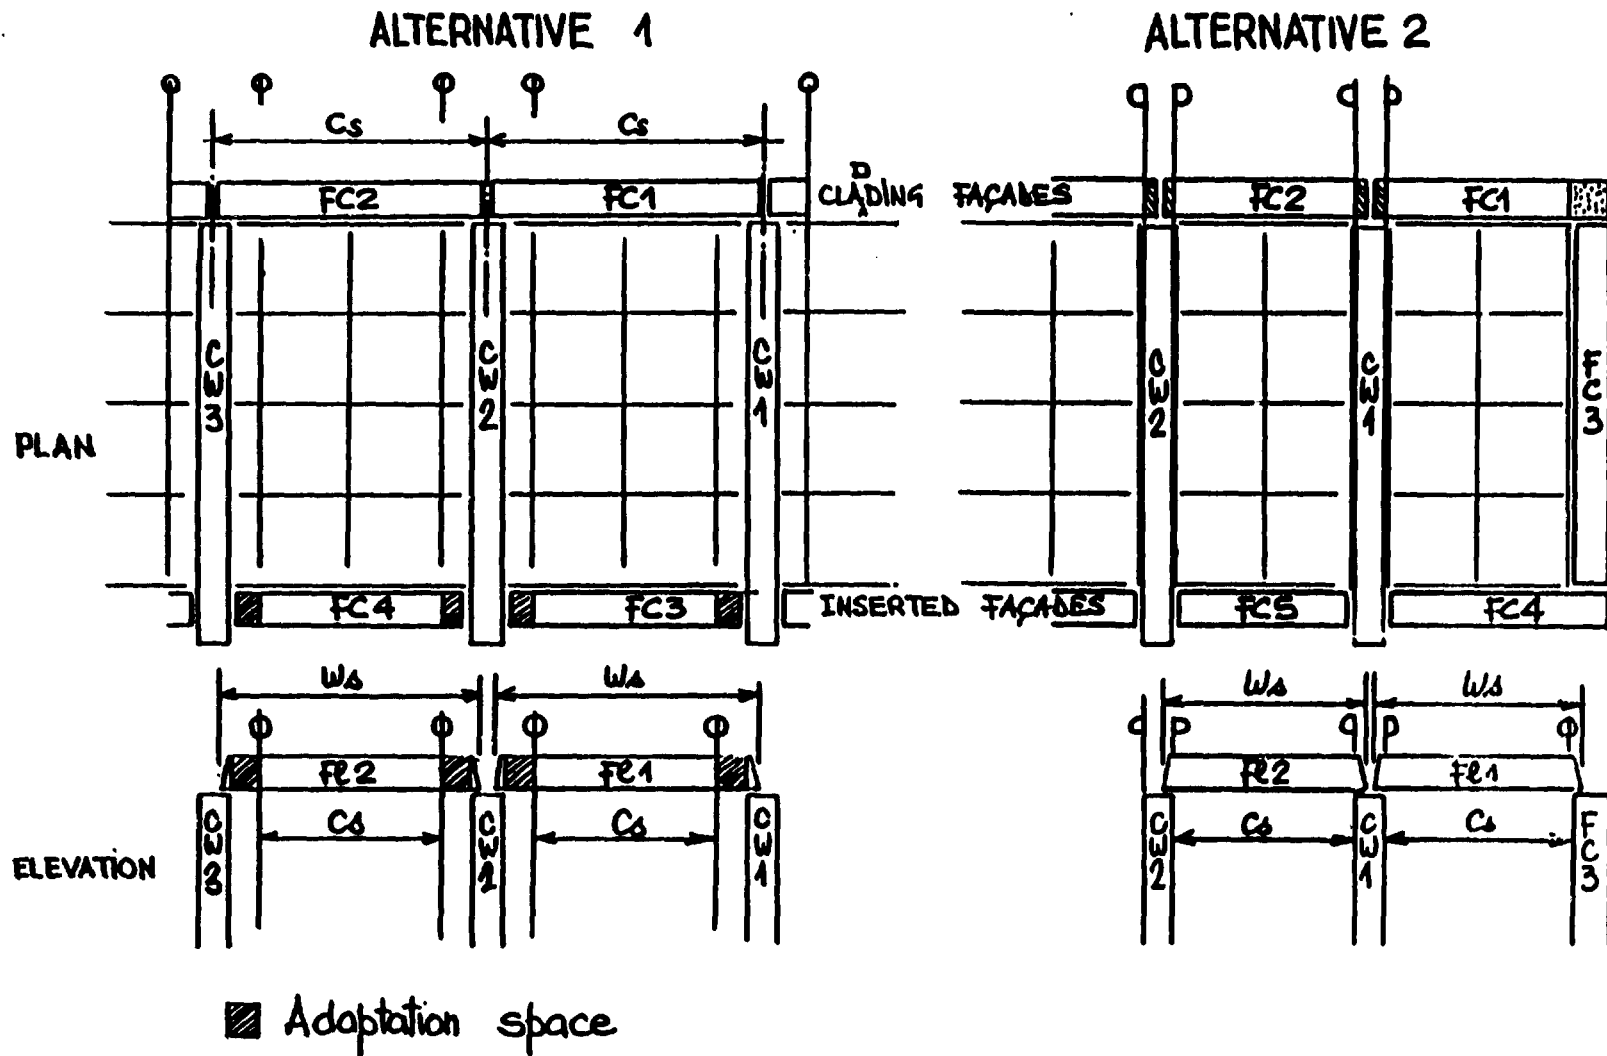 ALTERNATIVE 1
ALTERNATIVE 2
Cs Cs
FC2 FC1 CLADING D FAÇADES FC2 FC1
CW3 CW2 CW1 CW2 CW1 FC3
PLAN
FC4 FC3 INSERTED FAÇADES FC5 FC4
Ws Ws Ws Ws
Fl2 Fl1 Fl2 Fl1
Cs Cs Cs Cs
CW3 CW2 CW1 CW2 CW1 FC3
ELEVATION
Adaptation space